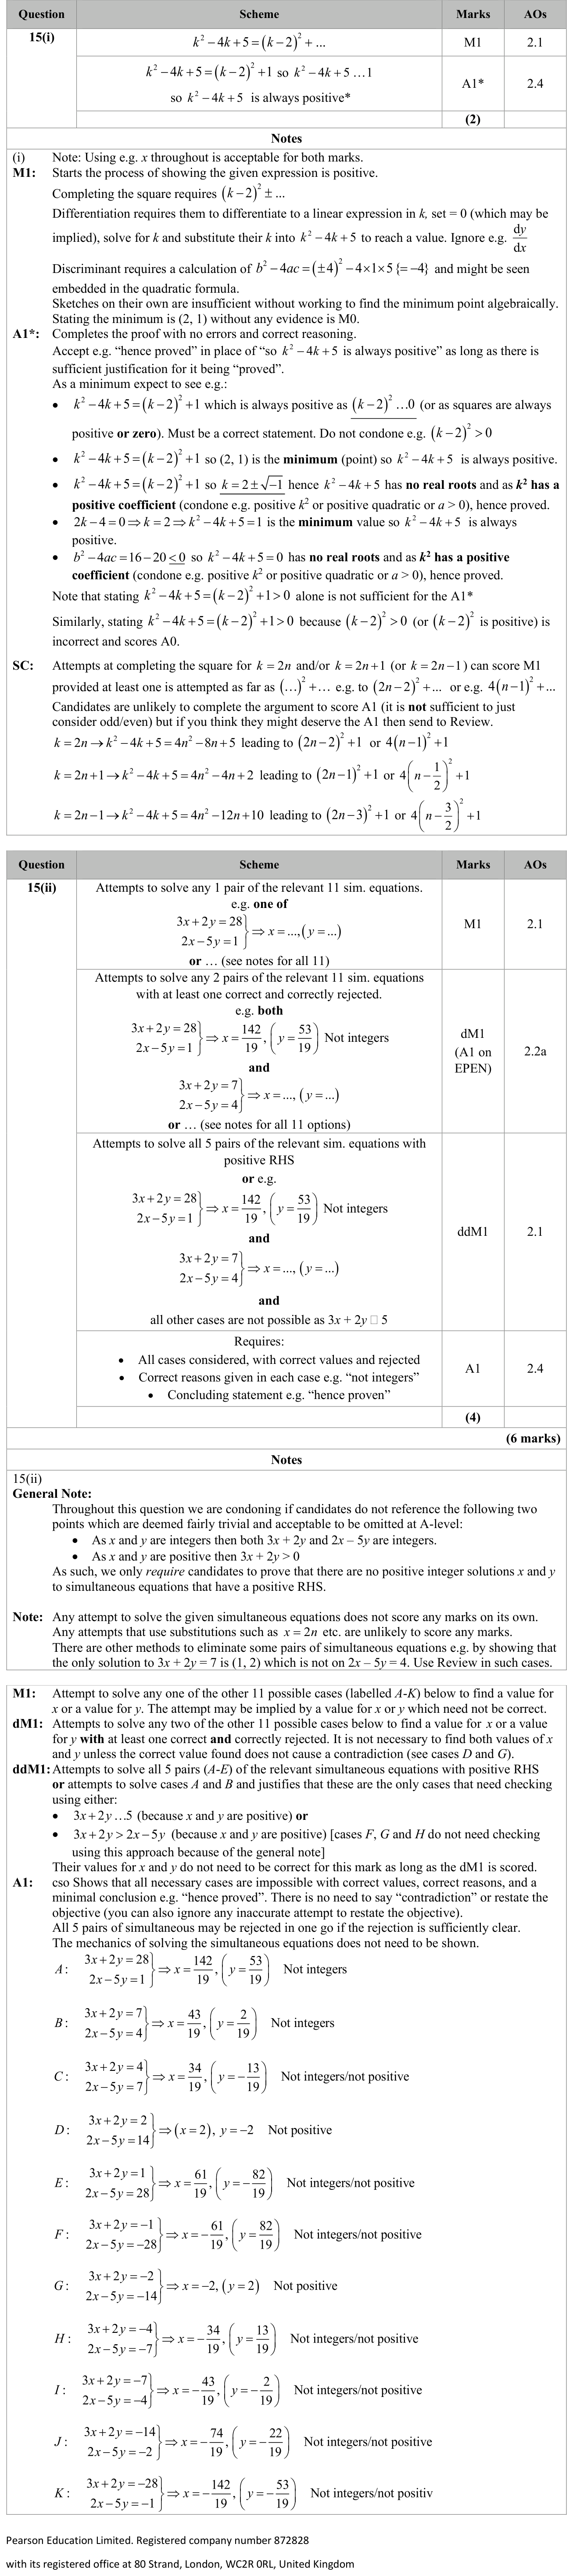 Question Scheme Marks AOs
15(i) k² − 4k + 5 = (k − 2)² + ... M1 2.1
k² − 4k + 5 = (k − 2)² + 1 so k² − 4k + 5 …1
so k² − 4k + 5 is always positive* A1* 2.4
(2)
Notes
(i) Note: Using e.g. x throughout is acceptable for both marks.
M1: Starts the process of showing the given expression is positive.
Completing the square requires (k − 2)² ± ...
Differentiation requires them to differentiate to a linear expression in k, set = 0 (which may be
implied), solve for k and substitute their k into k² − 4k + 5 to reach a value. Ignore e.g. dy/dx
Discriminant requires a calculation of b² − 4ac = (±4)² − 4×1×5 {= −4} and might be seen
embedded in the quadratic formula.
Sketches on their own are insufficient without working to find the minimum point algebraically.
Stating the minimum is (2, 1) without any evidence is M0.
A1*: Completes the proof with no errors and correct reasoning.
Accept e.g. “hence proved” in place of “so k² − 4k + 5 is always positive” as long as there is
sufficient justification for it being “proved”.
As a minimum expect to see e.g.:
• k² − 4k + 5 = (k − 2)² + 1 which is always positive as (k − 2)² …0 (or as squares are always
positive or zero). Must be a correct statement. Do not condone e.g. (k − 2)² > 0
• k² − 4k + 5 = (k − 2)² + 1 so (2, 1) is the minimum (point) so k² − 4k + 5 is always positive.
• k² − 4k + 5 = (k − 2)² + 1 so k = 2 ± √−1 hence k² − 4k + 5 has no real roots and as k² has a
positive coefficient (condone e.g. positive k² or positive quadratic or a > 0), hence proved.
• 2k − 4 = 0 ⇒ k = 2 ⇒ k² − 4k + 5 = 1 is the minimum value so k² − 4k + 5 is always
positive.
• b² − 4ac = 16 − 20 < 0 so k² − 4k + 5 = 0 has no real roots and as k² has a positive
coefficient (condone e.g. positive k² or positive quadratic or a > 0), hence proved.
Note that stating k² − 4k + 5 = (k − 2)² + 1 > 0 alone is not sufficient for the A1*
Similarly, stating k² − 4k + 5 = (k − 2)² + 1 > 0 because (k − 2)² > 0 (or (k − 2)² is positive) is
incorrect and scores A0.
SC: Attempts at completing the square for k = 2n and/or k = 2n + 1 (or k = 2n − 1) can score M1
provided at least one is attempted as far as (…)² + … e.g. to (2n − 2)² + ... or e.g. 4(n − 1)² + ...
Candidates are unlikely to complete the argument to score A1 (it is not sufficient to just
consider odd/even) but if you think they might deserve the A1 then send to Review.
k = 2n → k² − 4k + 5 = 4n² − 8n + 5 leading to (2n − 2)² + 1 or 4(n − 1)² + 1
k = 2n + 1 → k² − 4k + 5 = 4n² − 4n + 2 leading to (2n − 1)² + 1 or 4(n − 1/2)² + 1
k = 2n − 1 → k² − 4k + 5 = 4n² − 12n + 10 leading to (2n − 3)² + 1 or 4(n − 3/2)² + 1
Question Scheme Marks AOs
15(ii) Attempts to solve any 1 pair of the relevant 11 sim. equations.
e.g. one of
3x + 2y = 28
2x − 5y = 1 } ⇒ x = ..., (y = ...) M1 2.1
or … (see notes for all 11)
Attempts to solve any 2 pairs of the relevant 11 sim. equations
with at least one correct and correctly rejected.
e.g. both
3x + 2y = 28
2x − 5y = 1 } ⇒ x = 142/19, (y = 53/19) Not integers
and
3x + 2y = 7
2x − 5y = 4 } ⇒ x = ..., (y = ...)
or … (see notes for all 11 options)
dM1
(A1 on
EPEN) 2.2a
Attempts to solve all 5 pairs of the relevant sim. equations with
positive RHS
or e.g.
3x + 2y = 28
2x − 5y = 1 } ⇒ x = 142/19, (y = 53/19) Not integers
and
3x + 2y = 7
2x − 5y = 4 } ⇒ x = ..., (y = ...)
and
all other cases are not possible as 3x + 2y □ 5
ddM1 2.1
Requires:
• All cases considered, with correct values and rejected
• Correct reasons given in each case e.g. “not integers”
• Concluding statement e.g. “hence proven”
A1 2.4
(4)
(6 marks)
Notes
15(ii)
General Note:
Throughout this question we are condoning if candidates do not reference the following two
points which are deemed fairly trivial and acceptable to be omitted at A-level:
• As x and y are integers then both 3x + 2y and 2x – 5y are integers.
• As x and y are positive then 3x + 2y > 0
As such, we only require candidates to prove that there are no positive integer solutions x and y
to simultaneous equations that have a positive RHS.
Note: Any attempt to solve the given simultaneous equations does not score any marks on its own.
Any attempts that use substitutions such as x = 2n etc. are unlikely to score any marks.
There are other methods to eliminate some pairs of simultaneous equations e.g. by showing that
the only solution to 3x + 2y = 7 is (1, 2) which is not on 2x – 5y = 4. Use Review in such cases.
M1: Attempt to solve any one of the other 11 possible cases (labelled A-K) below to find a value for
x or a value for y. The attempt may be implied by a value for x or y which need not be correct.
dM1: Attempts to solve any two of the other 11 possible cases below to find a value for x or a value
for y with at least one correct and correctly rejected. It is not necessary to find both values of x
and y unless the correct value found does not cause a contradiction (see cases D and G).
ddM1: Attempts to solve all 5 pairs (A-E) of the relevant simultaneous equations with positive RHS
or attempts to solve cases A and B and justifies that these are the only cases that need checking
using either:
• 3x + 2y …5 (because x and y are positive) or
• 3x + 2y > 2x − 5y (because x and y are positive) [cases F, G and H do not need checking
using this approach because of the general note]
Their values for x and y do not need to be correct for this mark as long as the dM1 is scored.
A1: cso Shows that all necessary cases are impossible with correct values, correct reasons, and a
minimal conclusion e.g. “hence proved”. There is no need to say “contradiction” or restate the
objective (you can also ignore any inaccurate attempt to restate the objective).
All 5 pairs of simultaneous may be rejected in one go if the rejection is sufficiently clear.
The mechanics of solving the simultaneous equations does not need to be shown.
A: 3x + 2y = 28
2x − 5y = 1 } ⇒ x = 142/19, (y = 53/19) Not integers
B: 3x + 2y = 7
2x − 5y = 4 } ⇒ x = 43/19, (y = 2/19) Not integers
C: 3x + 2y = 4
2x − 5y = 7 } ⇒ x = 34/19, (y = −13/19) Not integers/not positive
D: 3x + 2y = 2
2x − 5y = 14 } ⇒ (x = 2), y = −2 Not positive
E: 3x + 2y = 1
2x − 5y = 28 } ⇒ x = 61/19, (y = −82/19) Not integers/not positive
F: 3x + 2y = −1
2x − 5y = −28 } ⇒ x = −61/19, (y = 82/19) Not integers/not positive
G: 3x + 2y = −2
2x − 5y = −14 } ⇒ x = −2, (y = 2) Not positive
H: 3x + 2y = −4
2x − 5y = −7 } ⇒ x = −34/19, (y = 13/19) Not integers/not positive
I: 3x + 2y = −7
2x − 5y = −4 } ⇒ x = −43/19, (y = −2/19) Not integers/not positive
J: 3x + 2y = −14
2x − 5y = −2 } ⇒ x = −74/19, (y = −22/19) Not integers/not positive
K: 3x + 2y = −28
2x − 5y = −1 } ⇒ x = −142/19, (y = −53/19) Not integers/not positiv
Pearson Education Limited. Registered company number 872828
with its registered office at 80 Strand, London, WC2R 0RL, United Kingdom